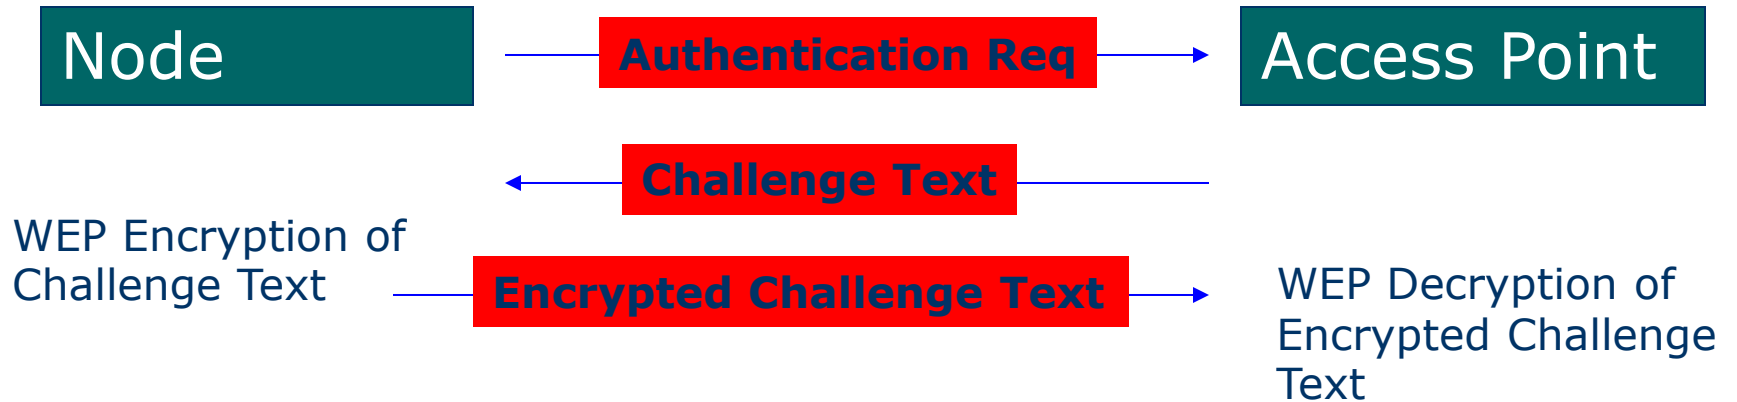 Node
Authentication Req
Access Point
Challenge Text
WEP Encryption of
Challenge Text
Encrypted Challenge Text
WEP Decryption of
Encrypted Challenge
Text